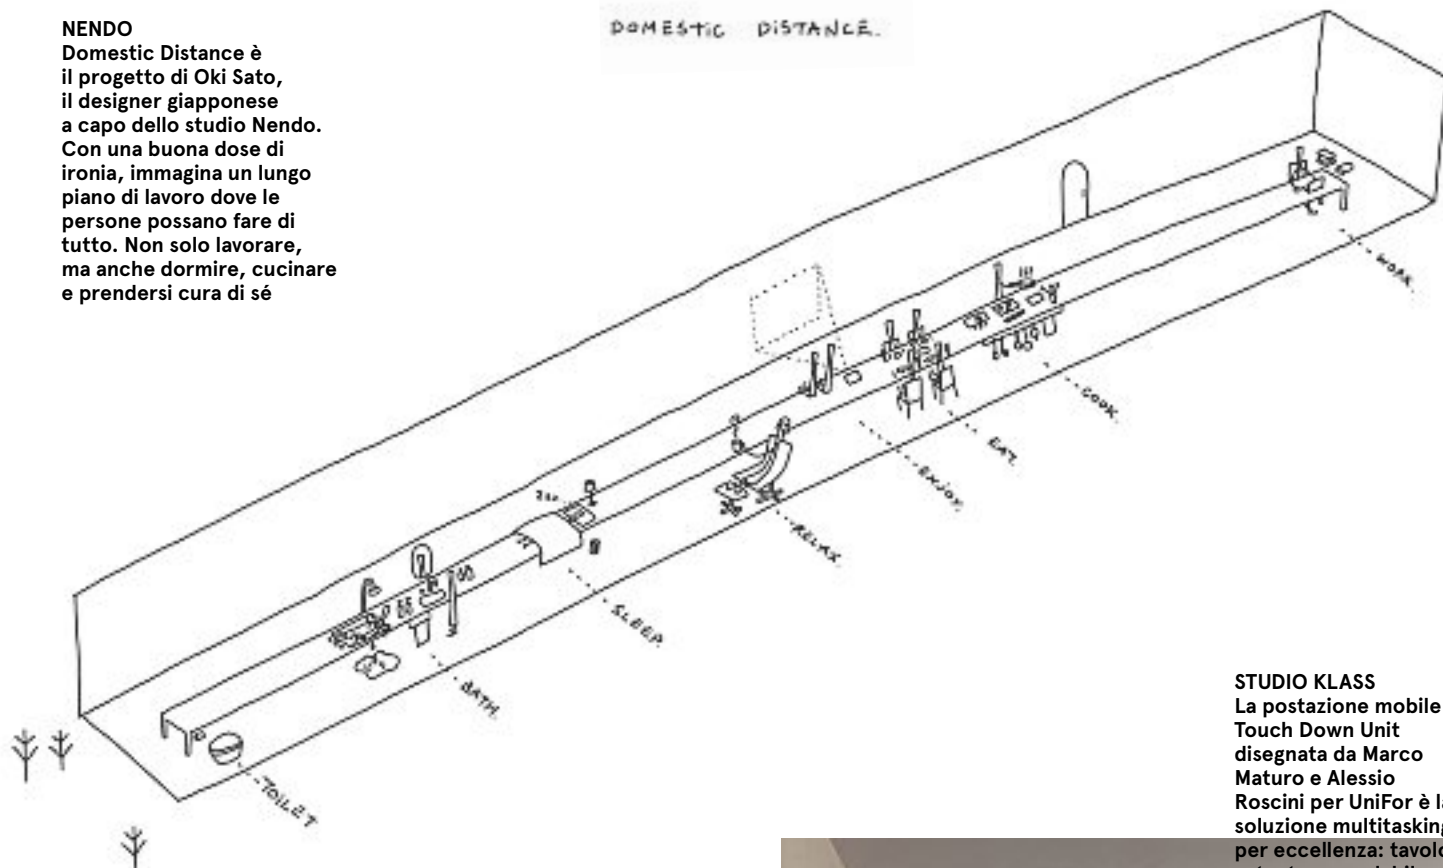 NENDO
Domestic Distance è
il progetto di Oki Sato,
il designer giapponese
a capo dello studio Nendo.
Con una buona dose di
ironia, immagina un lungo
piano di lavoro dove le
persone possano fare di
tutto. Non solo lavorare,
ma anche dormire, cucinare
e prendersi cura di sé
DOMESTIC DISTANCE.
WORK.
COOK.
EAT.
ENJOY.
RELAX.
SLEEP.
BATH.
TOILET
STUDIO KLASS
La postazione mobile
Touch Down Unit
disegnata da Marco
Maturo e Alessio
Roscini per UniFor è
soluzione multitasking
per eccellenza: